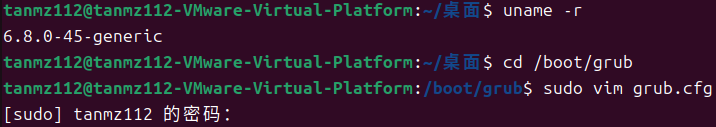 tanmz112@tanmz112-VMware-Virtual-Platform:~/桌面$ uname -r
6.8.0-45-generic
tanmz112@tanmz112-VMware-Virtual-Platform:~/桌面$ cd /boot/grub
tanmz112@tanmz112-VMware-Virtual-Platform:/boot/grub$ sudo vim grub.cfg
[sudo] tanmz112 的密码：